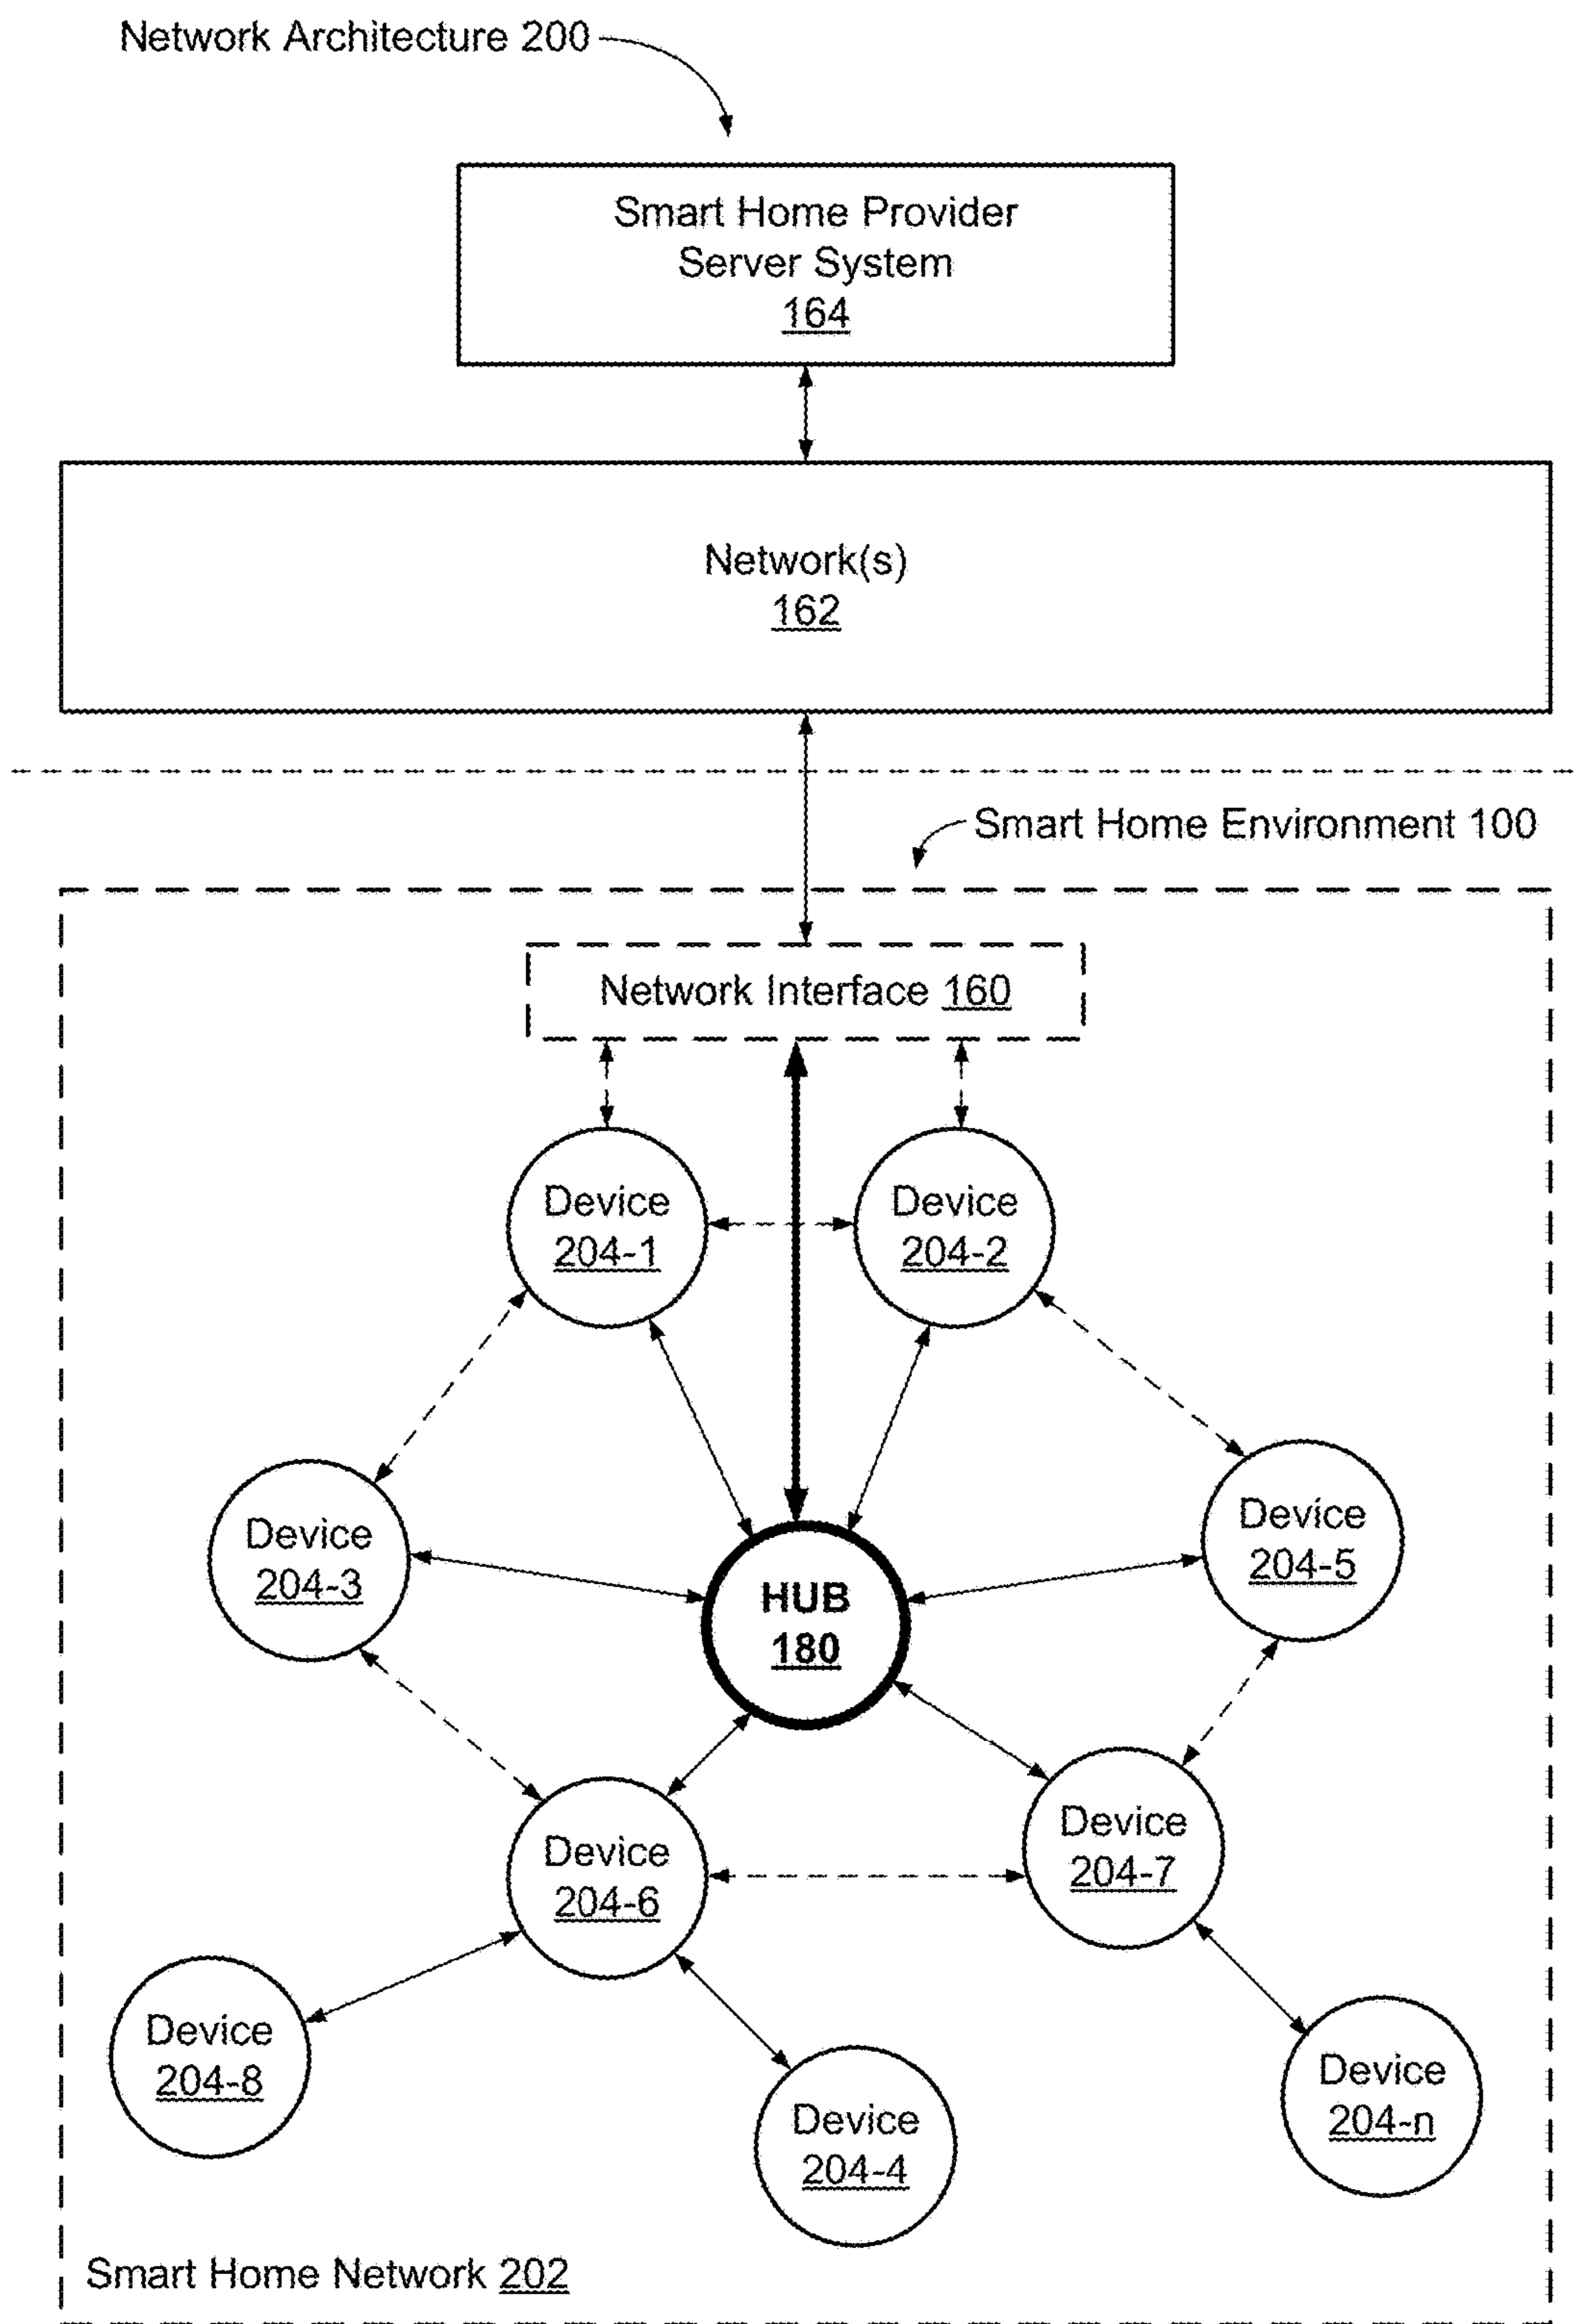 Network Architecture 200
Smart Home Provider
Server System
164
Network(s)
162
Smart Home Environment 100
Network Interface 160
Device
204-1
Device
204-2
Device
204-3
Device
204-5
HUB
180
Device
204-6
Device
204-7
Device
204-8
Device
204-4
Device
204-n
Smart Home Network 202